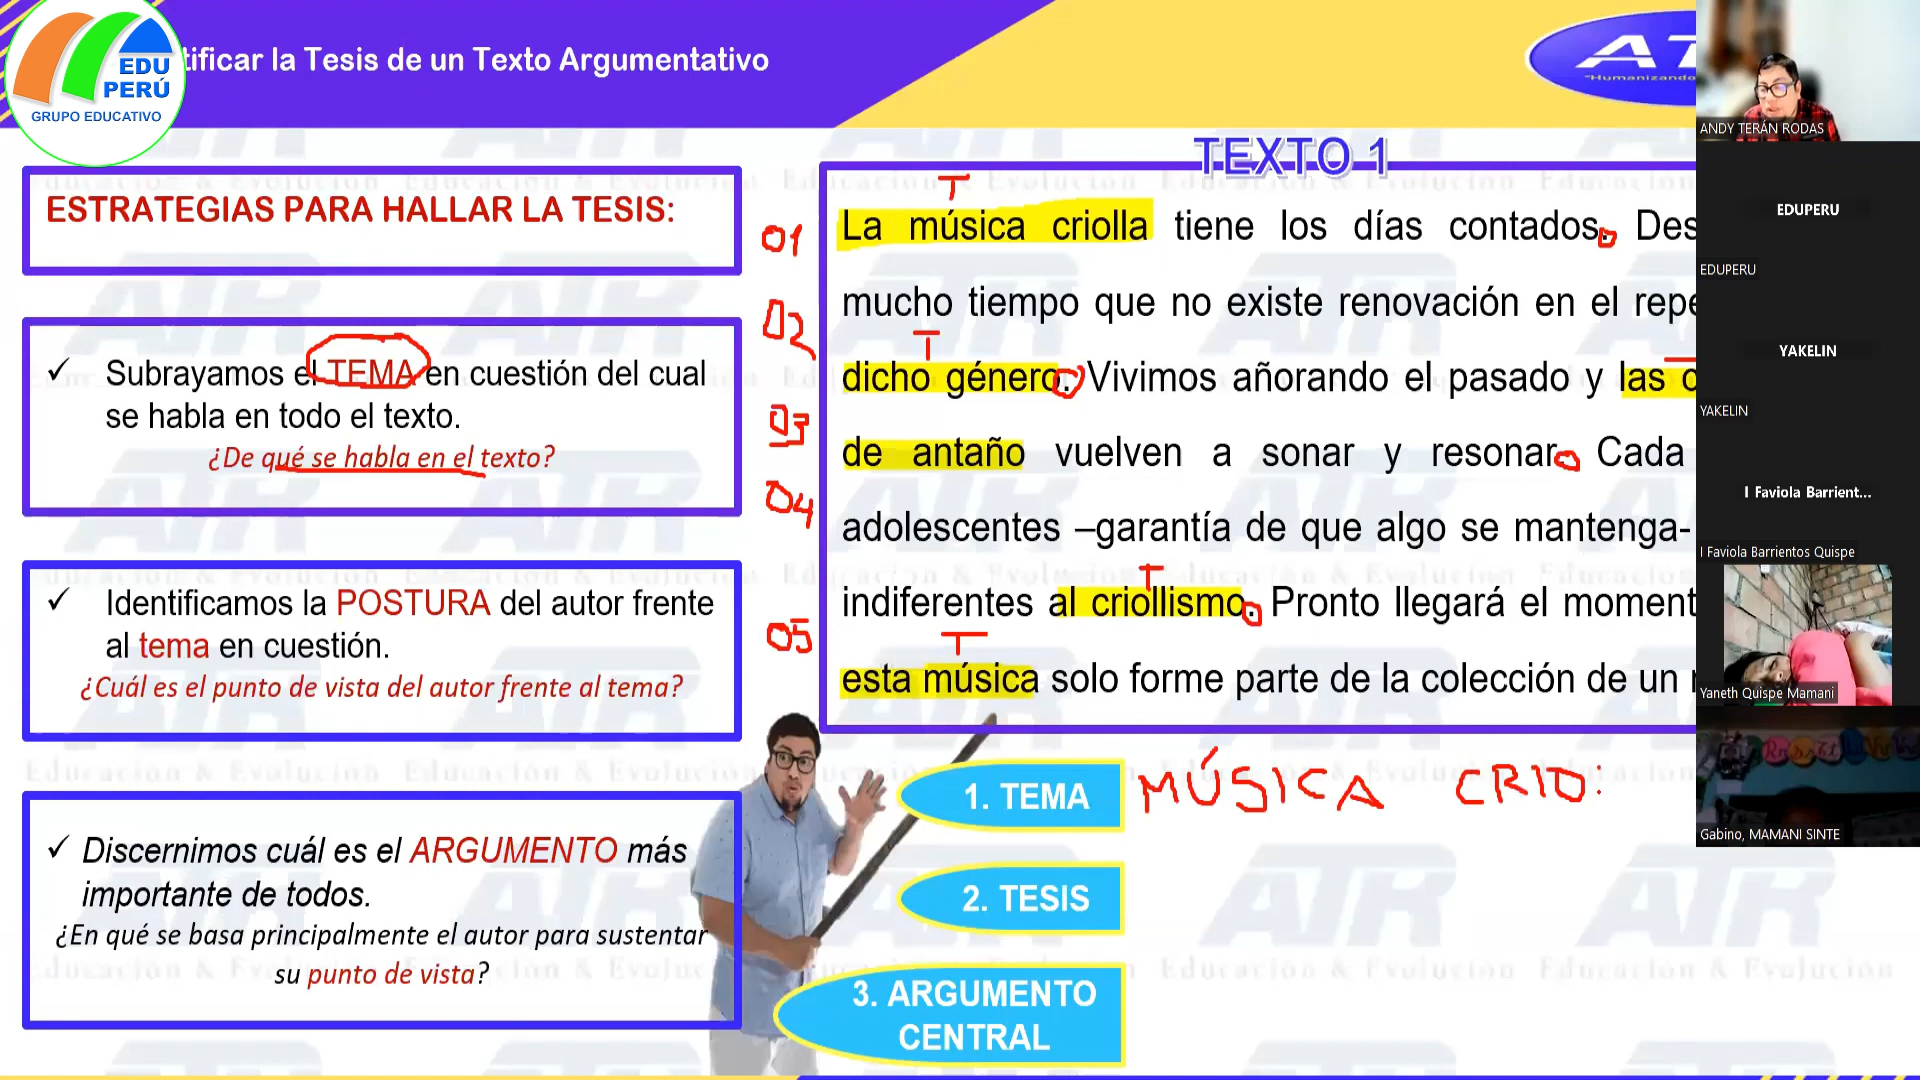 EDU
PERÚ
GRUPO EDUCATIVO
tificar la Tesis de un Texto Argumentativo
"Humanizando
ESTRATEGIAS PARA HALLAR LA TESIS:
✓ Subrayamos el TEMA en cuestión del cual
se habla en todo el texto.
¿De qué se habla en el texto?
✓ Identificamos la POSTURA del autor frente
al tema en cuestión.
¿Cuál es el punto de vista del autor frente al tema?
✓ Discernimos cuál es el ARGUMENTO más
importante de todos.
¿En qué se basa principalmente el autor para sustentar
su punto de vista?
TEXTO 1
T
01 La música criolla tiene los días contados. Des
02 mucho tiempo que no existe renovación en el repe
T
dicho género. Vivimos añorando el pasado y las
03 de antaño vuelven a sonar y resonar. Cada
04 adolescentes –garantía de que algo se mantenga-
T
indiferentes al criollismo. Pronto llegará el moment
05
T
esta música solo forme parte de la colección de un
1. TEMA MÚSICA CRIO
2. TESIS
3. ARGUMENTO
CENTRAL
ANDY TERÁN RODAS
EDUPERU
EDUPERU
YAKELIN
YAKELIN
I Faviola Barrient...
I Faviola Barrientos Quispe
Yaneth Quispe Mamani
Gabino, MAMANI SINTE
ATR
Educación & Evolución